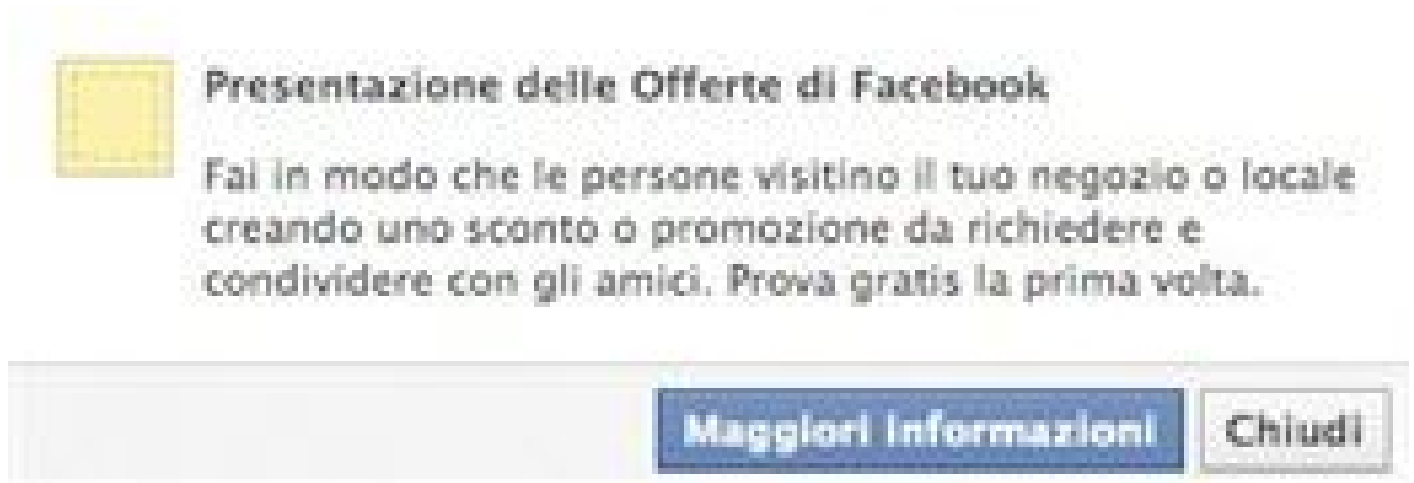 Presentazione delle Offerte di Facebook
Fai in modo che le persone visitino il tuo negozio o locale
creando uno sconto o promozione da richiedere e
condividere con gli amici. Prova gratis la prima volta.
Maggiori informazioni Chiudi